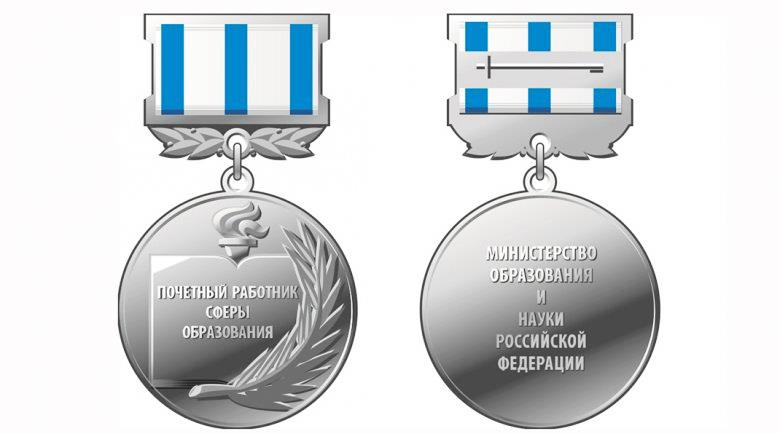 ПОЧЕТНЫЙ РАБОТНИК
СФЕРЫ
ОБРАЗОВАНИЯ
МИНИСТЕРСТВО
ОБРАЗОВАНИЯ
И
НАУКИ
РОССИЙСКОЙ
ФЕДЕРАЦИИ